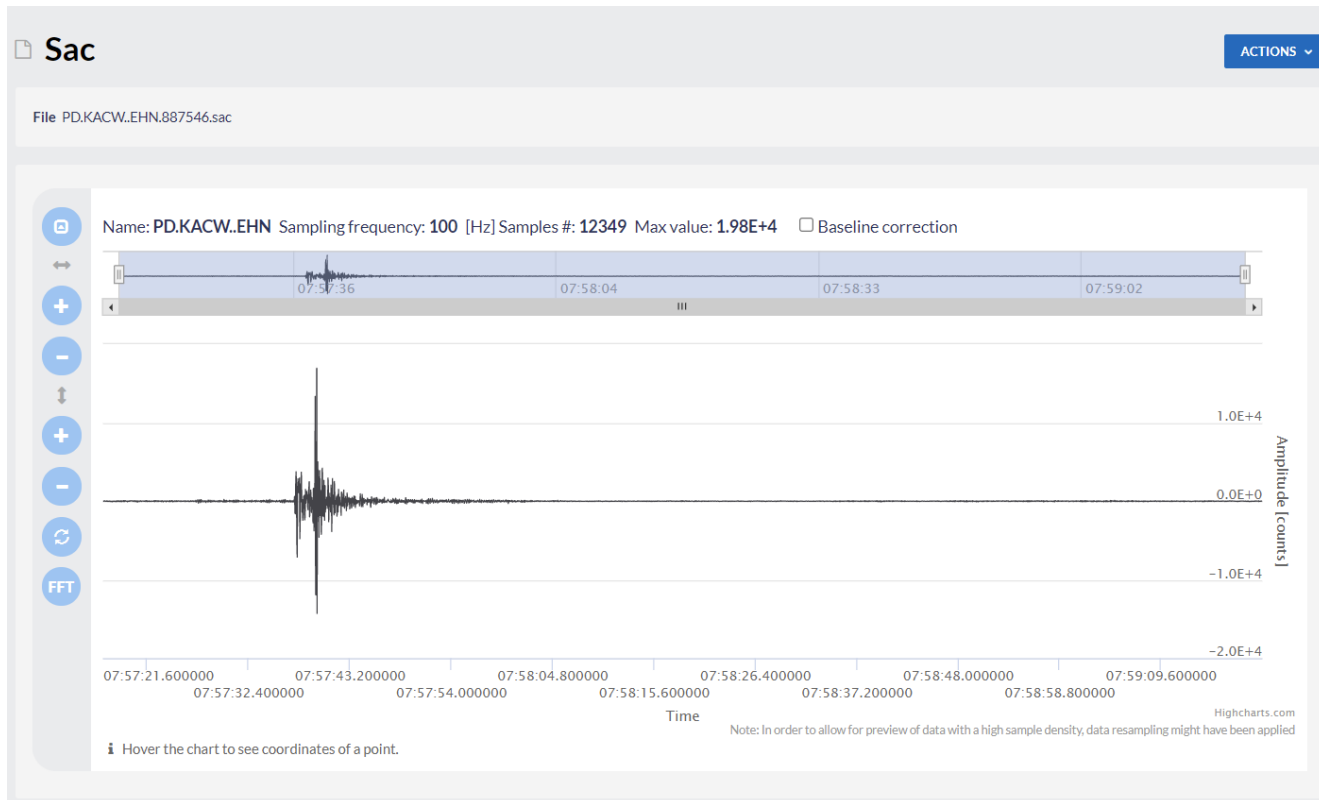 Sac
ACTIONS
File PD.KACW..EHN.887546.sac
Name: PD.KACW..EHN Sampling frequency: 100 [Hz] Samples #: 12349 Max value: 1.98E+4 Baseline correction
07:57:36 07:58:04 07:58:33 07:59:02
1.0E+4
0.0E+0
-1.0E+4
-2.0E+4
Amplitude [counts]
FFT
07:57:21.600000 07:57:43.200000 07:58:04.800000 07:58:26.400000 07:58:48.000000 07:59:09.600000
07:57:32.400000 07:57:54.000000 07:58:15.600000 07:58:37.200000 07:58:58.800000
Time
Highcharts.com
Note: In order to allow for preview of data with a high sample density, data resampling might have been applied
i Hover the chart to see coordinates of a point.